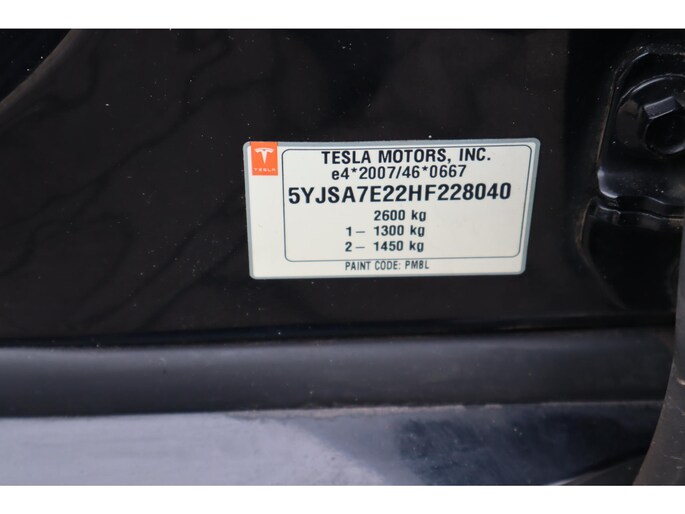 TESLA
TESLA MOTORS, INC.
e4*2007/46*0667
5YJSA7E22HF228040
2600 kg
1– 1300 kg
2– 1450 kg
PAINT CODE: PMBL